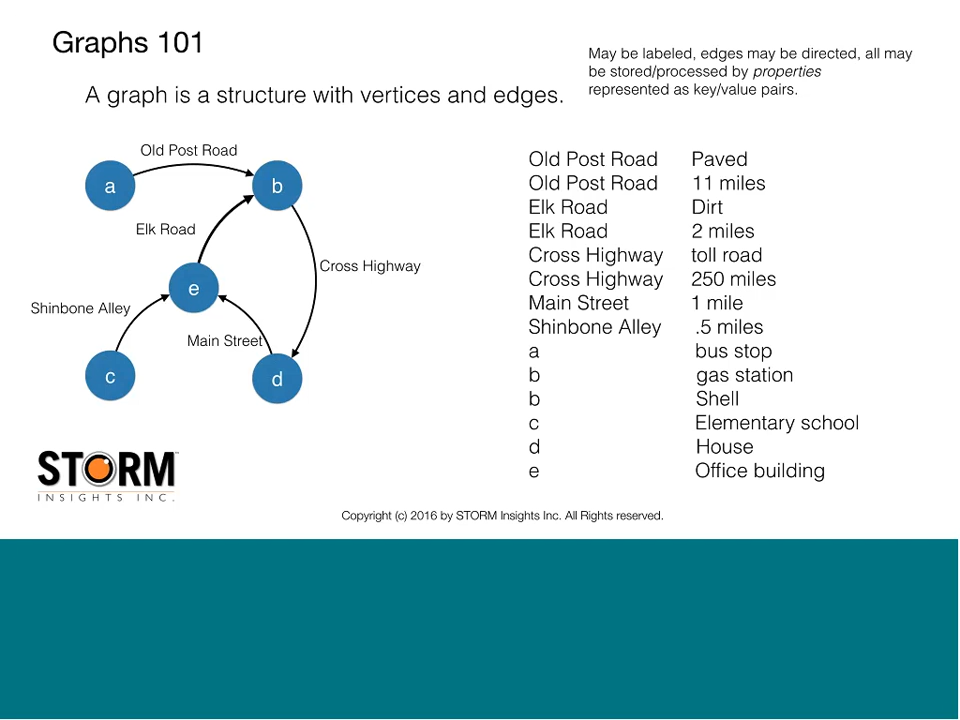 Graphs 101
May be labeled, edges may be directed, all may
be stored/processed by properties
represented as key/value pairs.
A graph is a structure with vertices and edges.
Old Post Road
a
b
Elk Road
Cross Highway
e
Shinbone Alley
Main Street
c
d
Old Post Road Paved
Old Post Road 11 miles
Elk Road Dirt
Elk Road 2 miles
Cross Highway toll road
Cross Highway 250 miles
Main Street 1 mile
Shinbone Alley .5 miles
a bus stop
b gas station
b Shell
c Elementary school
d House
e Office building
STORM
INSIGHTS INC.
Copyright (c) 2016 by STORM Insights Inc. All Rights reserved.